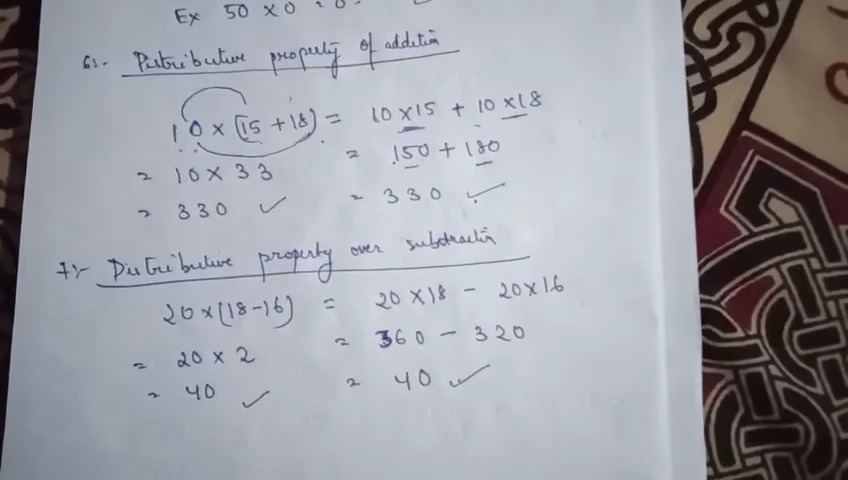 Ex 50 × 0 = 0.
6:- Distributive property of addition
10 × (15 + 18) = 10 × 15 + 10 × 18
= 10 × 33 = 150 + 180
= 330 ✓ = 330 ✓
7:- Distributive property over substraction
20 × (18 - 16) = 20 × 18 - 20 × 16
= 20 × 2 = 360 - 320
= 40 ✓ = 40 ✓